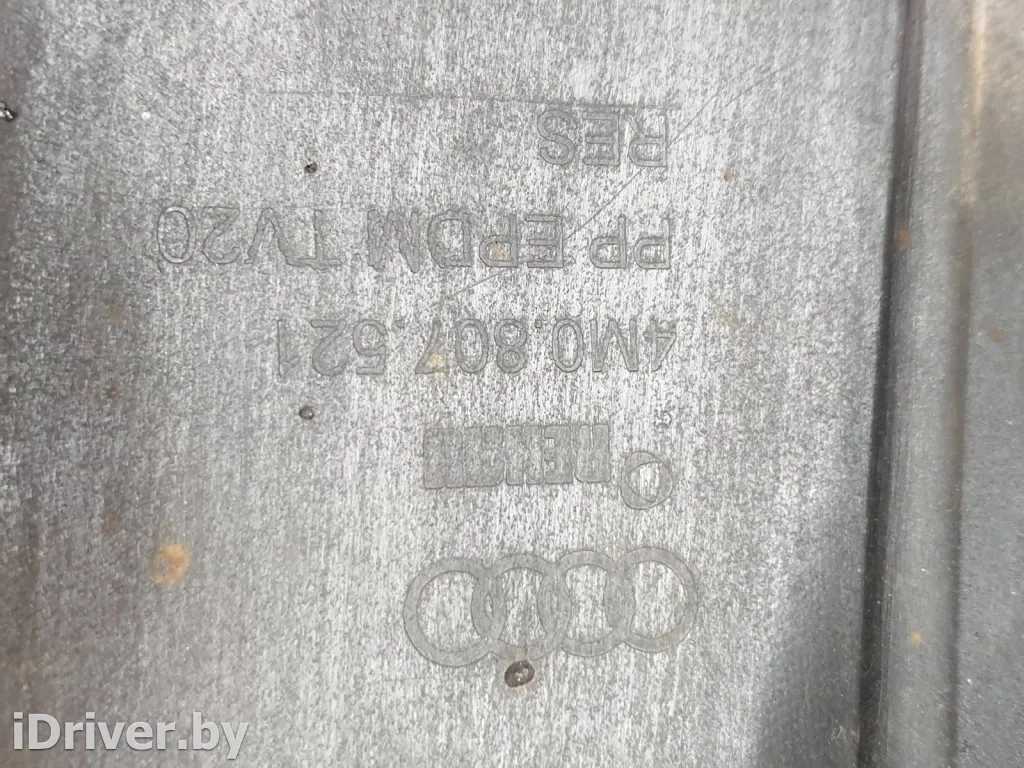 4M0.807.521
PP EPDM TV20
RES
iDriver.by